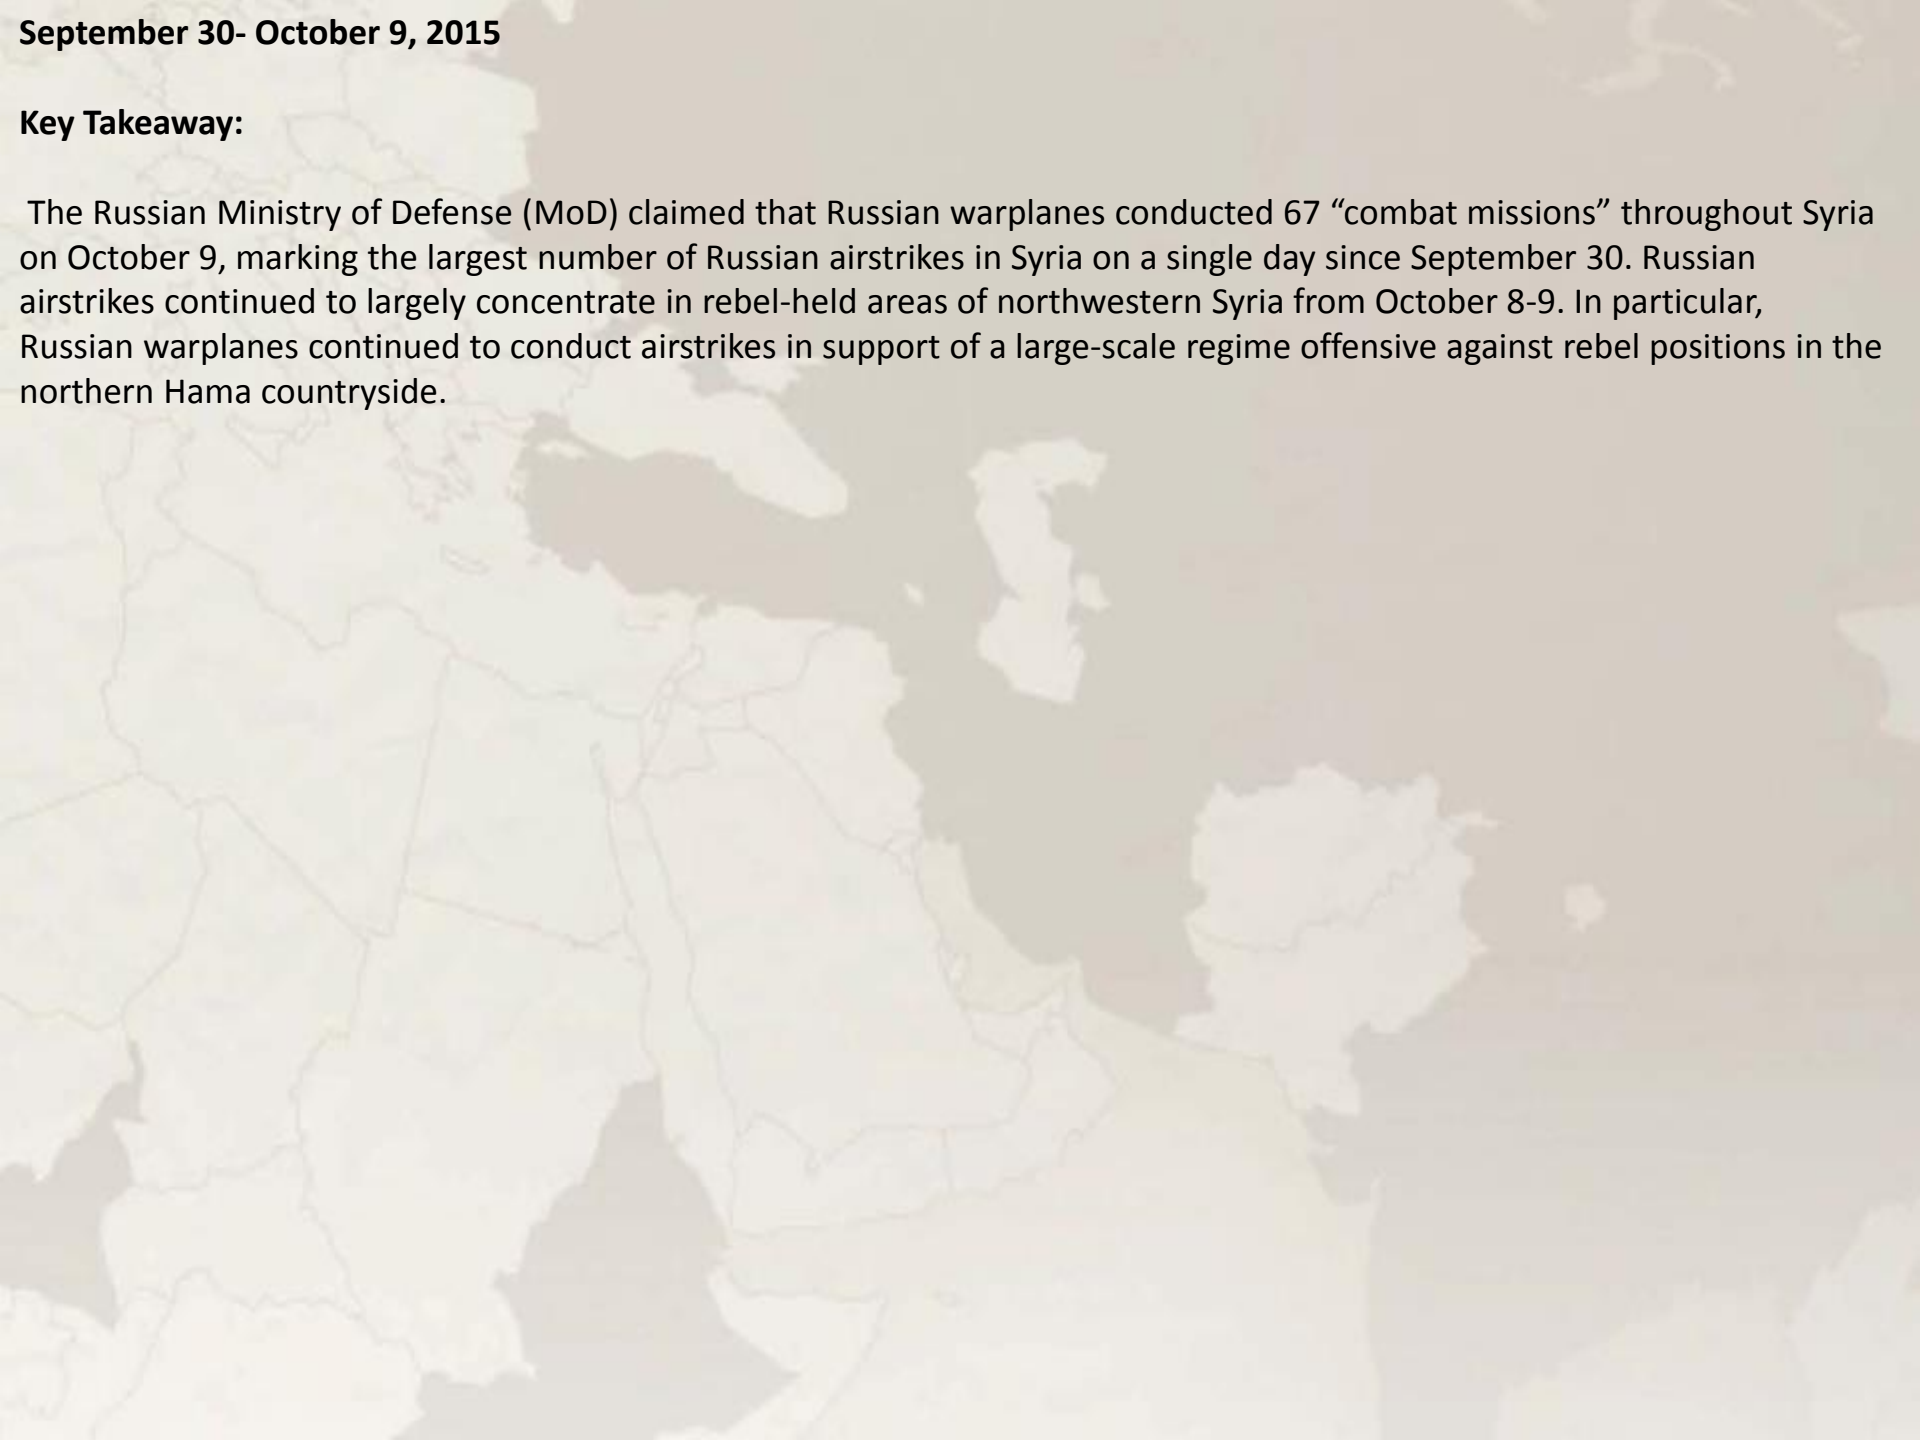 September 30- October 9, 2015
Key Takeaway:
The Russian Ministry of Defense (MoD) claimed that Russian warplanes conducted 67 “combat missions” throughout Syria
on October 9, marking the largest number of Russian airstrikes in Syria on a single day since September 30. Russian
airstrikes continued to largely concentrate in rebel-held areas of northwestern Syria from October 8-9. In particular,
Russian warplanes continued to conduct airstrikes in support of a large-scale regime offensive against rebel positions in the
northern Hama countryside.